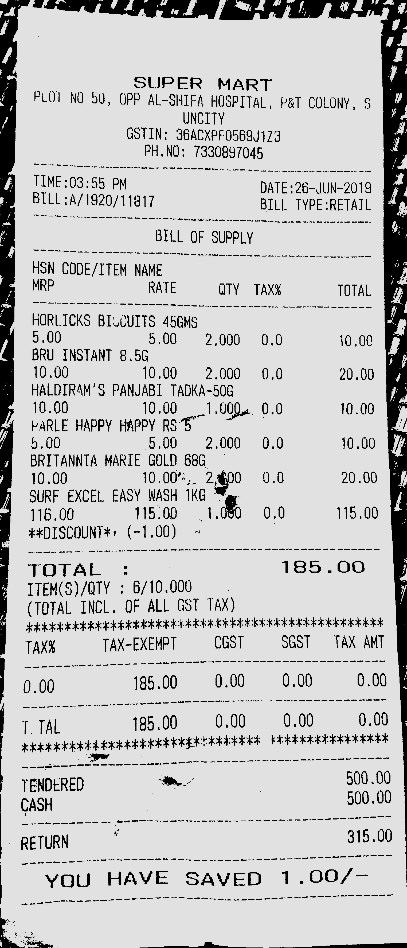 SUPER MART
PLOT NO 50, OPP AL-SHIFA HOSPITAL, P&T COLONY, S
UNCITY
GSTIN: 36ACXPF0569J1Z3
PH.NO: 7330897045
TIME:03:55 PM DATE:26-JUN-2019
BILL:A/1920/11817 BILL TYPE:RETAIL
BILL OF SUPPLY
HSN CODE/ITEM NAME
MRP RATE QTY TAX% TOTAL
HORLICKS BISCUITS 45GMS
5.00 5.00 2.000 0.0 10.00
BRU INSTANT 8.5G
10.00 10.00 2.000 0.0 20.00
HALDIRAM'S PANJABI TADKA-50G
10.00 10.00 1.000 0.0 10.00
PARLE HAPPY HAPPY RS 5
5.00 5.00 2.000 0.0 10.00
BRITANNTA MARIE GOLD 68G
10.00 10.00 2.000 0.0 20.00
SURF EXCEL EASY WASH 1KG
116.00 115.00 1.000 0.0 115.00
**DISCOUNT*, (-1.00)
TOTAL : 185.00
ITEM(S)/QTY : 6/10.000
(TOTAL INCL. OF ALL GST TAX)
TAX% TAX-EXEMPT CGST SGST TAX AMT
0.00 185.00 0.00 0.00 0.00
T.TAL 185.00 0.00 0.00 0.00
TENDERED 500.00
CASH 500.00
RETURN 315.00
YOU HAVE SAVED 1.00/-